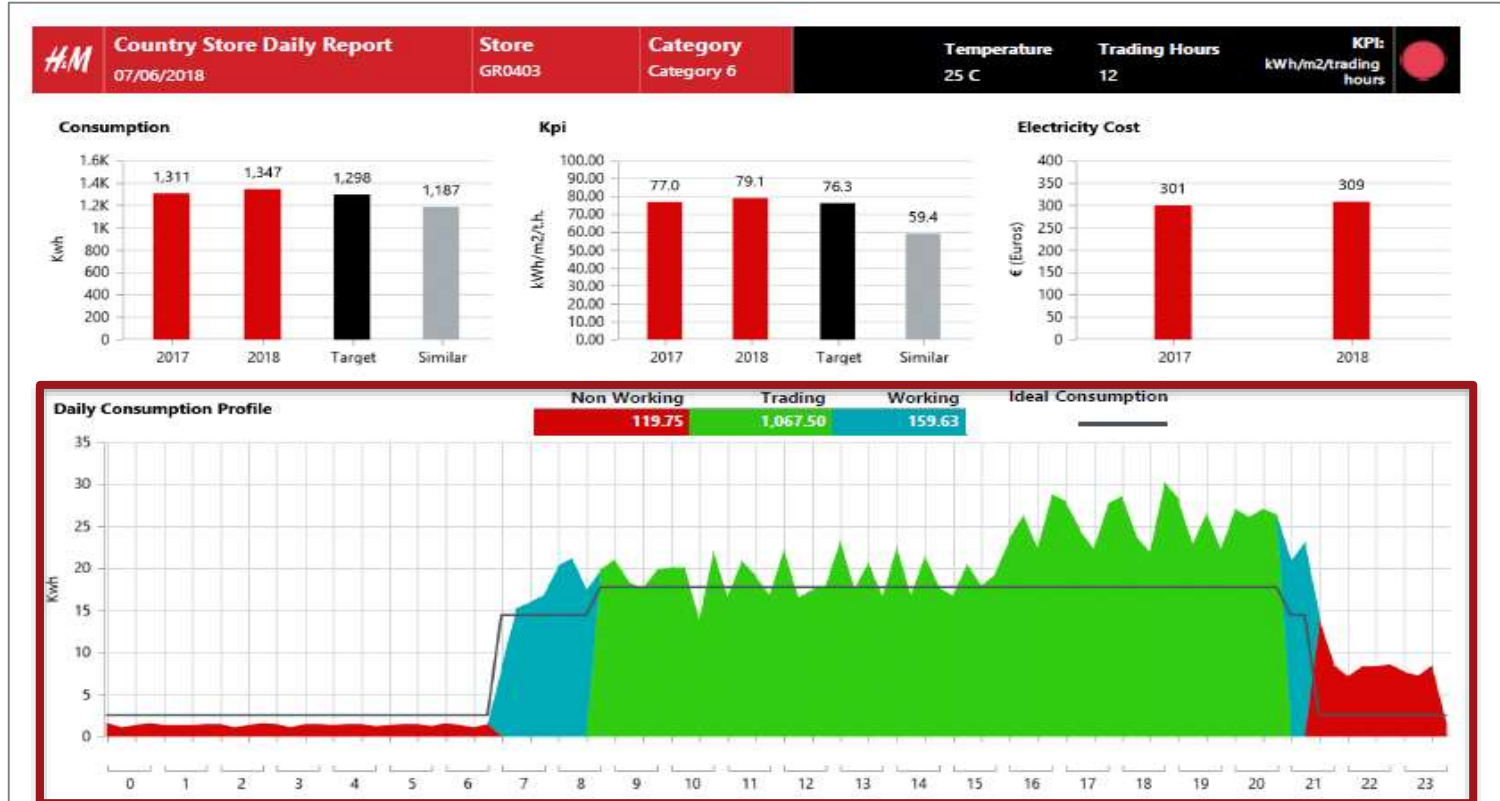 H&M
Country Store Daily Report
07/06/2018
Store
GR0403
Category
Category 6
Temperature
25 C
Trading Hours
12
KPI:
kWh/m2/trading
hours
Consumption
Kwh
1.6K
1.4K
1.2K
1K
800
600
400
200
0
1,311
1,347
1,298
1,187
2017 2018 Target Similar
Kpi
kWh/m2/t.h.
100.00
90.00
80.00
70.00
60.00
50.00
40.00
30.00
20.00
10.00
0.00
77.0
79.1
76.3
59.4
2017 2018 Target Similar
Electricity Cost
€ (Euros)
400
350
300
250
200
150
100
50
0
301
309
2017 2018
Daily Consumption Profile
Non Working Trading Working Ideal Consumption
119.75 1,067.50 159.63
Kwh
35
30
25
20
15
10
5
0
0 1 2 3 4 5 6 7 8 9 10 11 12 13 14 15 16 17 18 19 20 21 22 23